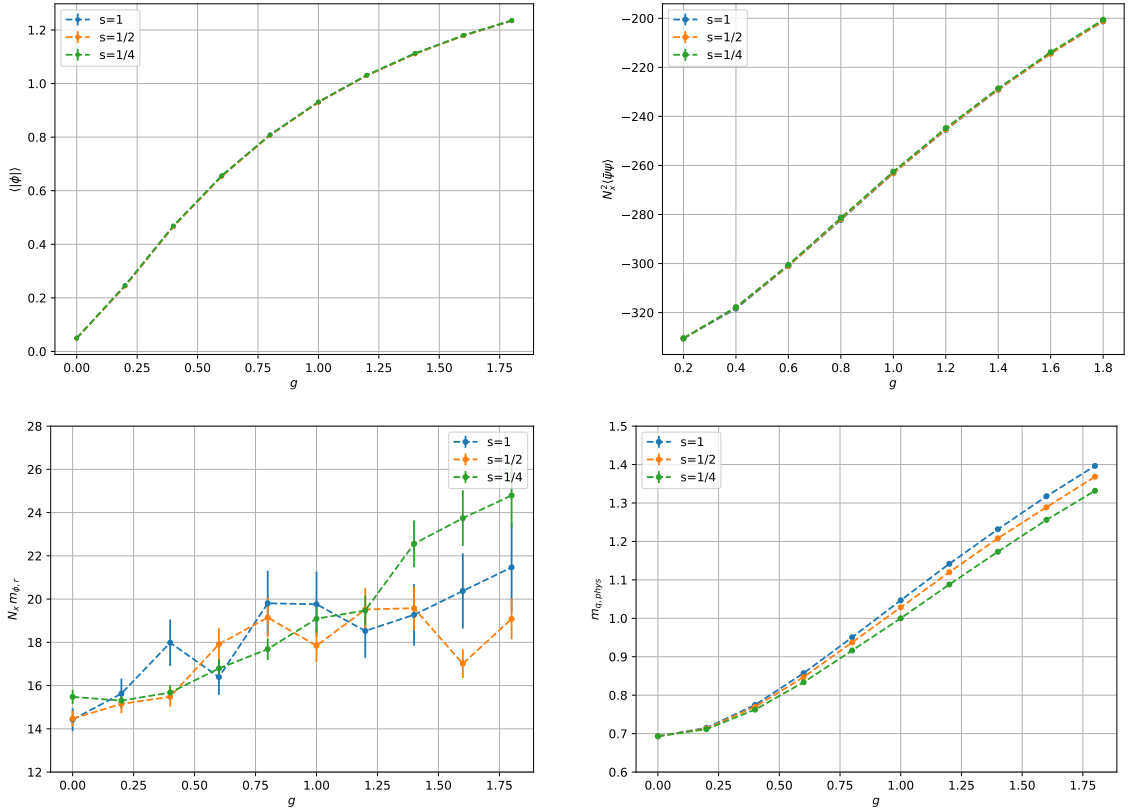 s=1
s=1/2
s=1/4
⟨|ϕ|⟩
1.2
1.0
0.8
0.6
0.4
0.2
0.0
0.00 0.25 0.50 0.75 1.00 1.25 1.50 1.75
g
s=1
s=1/2
s=1/4
N_x^2⟨ψ̄ψ⟩
−200
−220
−240
−260
−280
−300
−320
0.2 0.4 0.6 0.8 1.0 1.2 1.4 1.6 1.8
g
s=1
s=1/2
s=1/4
N_x m_{ϕ,r}
28
26
24
22
20
18
16
14
12
0.00 0.25 0.50 0.75 1.00 1.25 1.50 1.75
g
s=1
s=1/2
s=1/4
m_{q,phys}
1.5
1.4
1.3
1.2
1.1
1.0
0.9
0.8
0.7
0.6
0.00 0.25 0.50 0.75 1.00 1.25 1.50 1.75
g